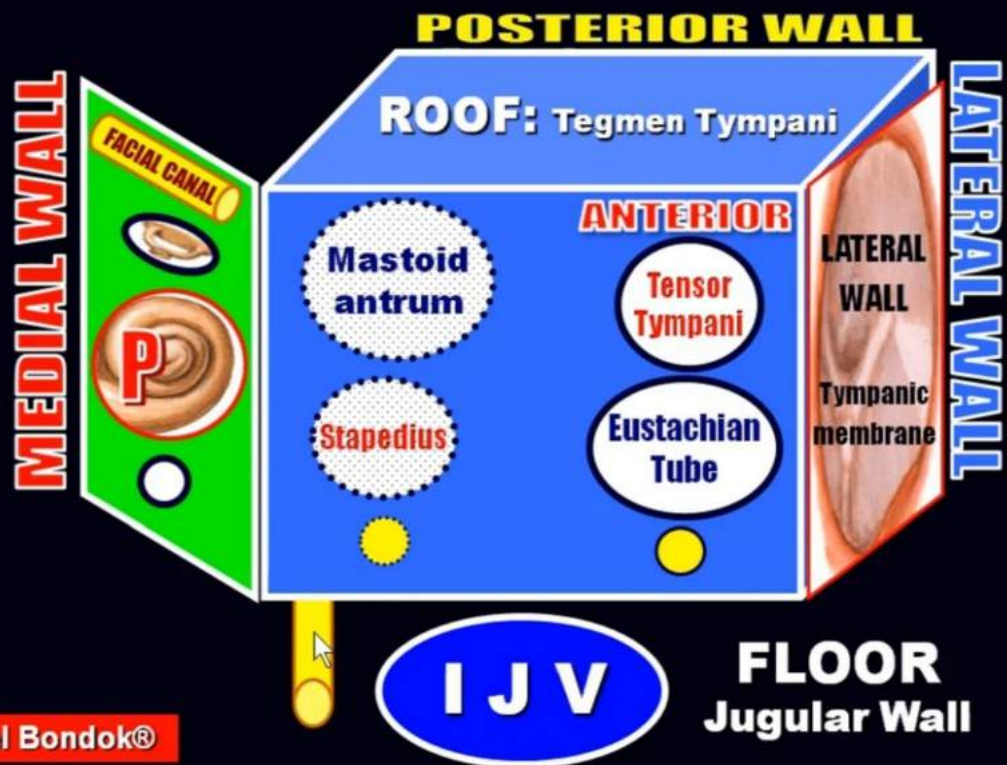 POSTERIOR WALL
MEDIAL WALL
LATERAL WALL
ROOF: Tegmen Tympani
FACIAL CANAL
P
Mastoid
antrum
Stapedius
ANTERIOR
Tensor
Tympani
Eustachian
Tube
LATERAL
WALL
Tympanic
membrane
I J V
FLOOR
Jugular Wall
l Bondok®